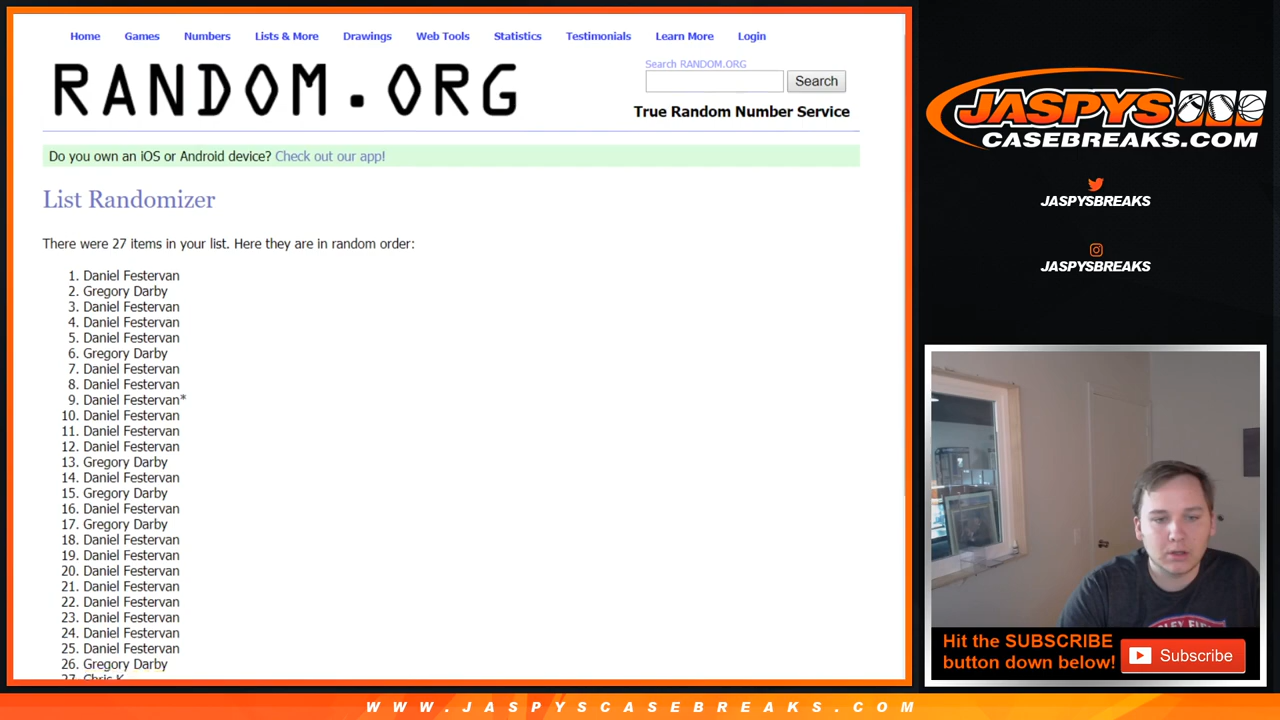 Home Games Numbers Lists & More Drawings Web Tools Statistics Testimonials Learn More Login
RANDOM.ORG
Search RANDOM.ORG
Search
True Random Number Service
Do you own an iOS or Android device? Check out our app!
List Randomizer
There were 27 items in your list. Here they are in random order:
1. Daniel Festervan
2. Gregory Darby
3. Daniel Festervan
4. Daniel Festervan
5. Daniel Festervan
6. Gregory Darby
7. Daniel Festervan
8. Daniel Festervan
9. Daniel Festervan*
10. Daniel Festervan
11. Daniel Festervan
12. Daniel Festervan
13. Gregory Darby
14. Daniel Festervan
15. Gregory Darby
16. Daniel Festervan
17. Gregory Darby
18. Daniel Festervan
19. Daniel Festervan
20. Daniel Festervan
21. Daniel Festervan
22. Daniel Festervan
23. Daniel Festervan
24. Daniel Festervan
25. Daniel Festervan
26. Gregory Darby
27. Chris K
JASPYS
CASEBREAKS.COM
JASPYSBREAKS
JASPYSBREAKS
Hit the SUBSCRIBE
button down below!
Subscribe
WWW.JASPYSCASEBREAKS.COM